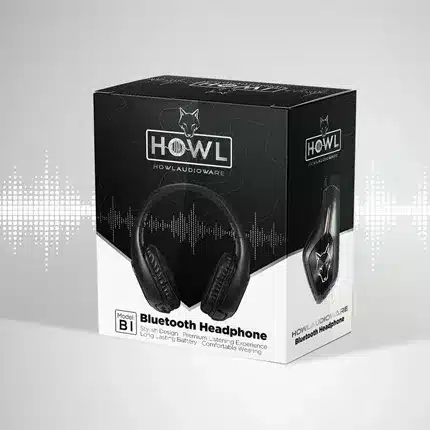 HOWL
HOWLAUDIOWARE
Model
B1
Bluetooth Headphone
Stylish Design · Premium Listening Experience
Long Lasting Battery · Comfortable Wearing
HOWL
HOWLAUDIOWARE
Bluetooth Headphone